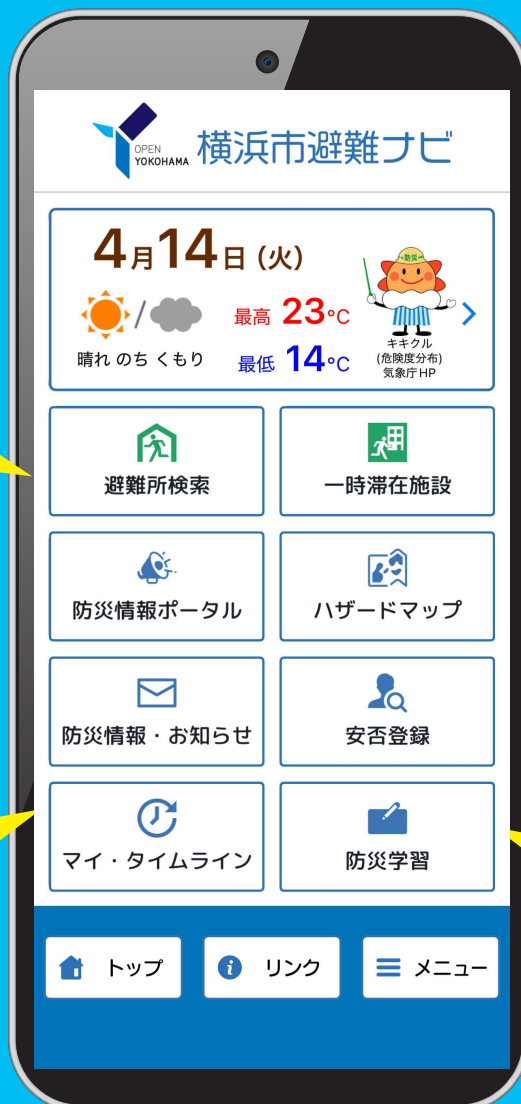 OPEN
YOKOHAMA
横浜市避難ナビ
4月14日 (火)
防災
晴れ のち くもり
最高 23°C
最低 14°C
キキクル
(危険度分布)
気象庁HP
避難所検索
一時滞在施設
防災情報ポータル
ハザードマップ
防災情報・お知らせ
安否登録
マイ・タイムライン
防災学習
トップ
リンク
メニュー